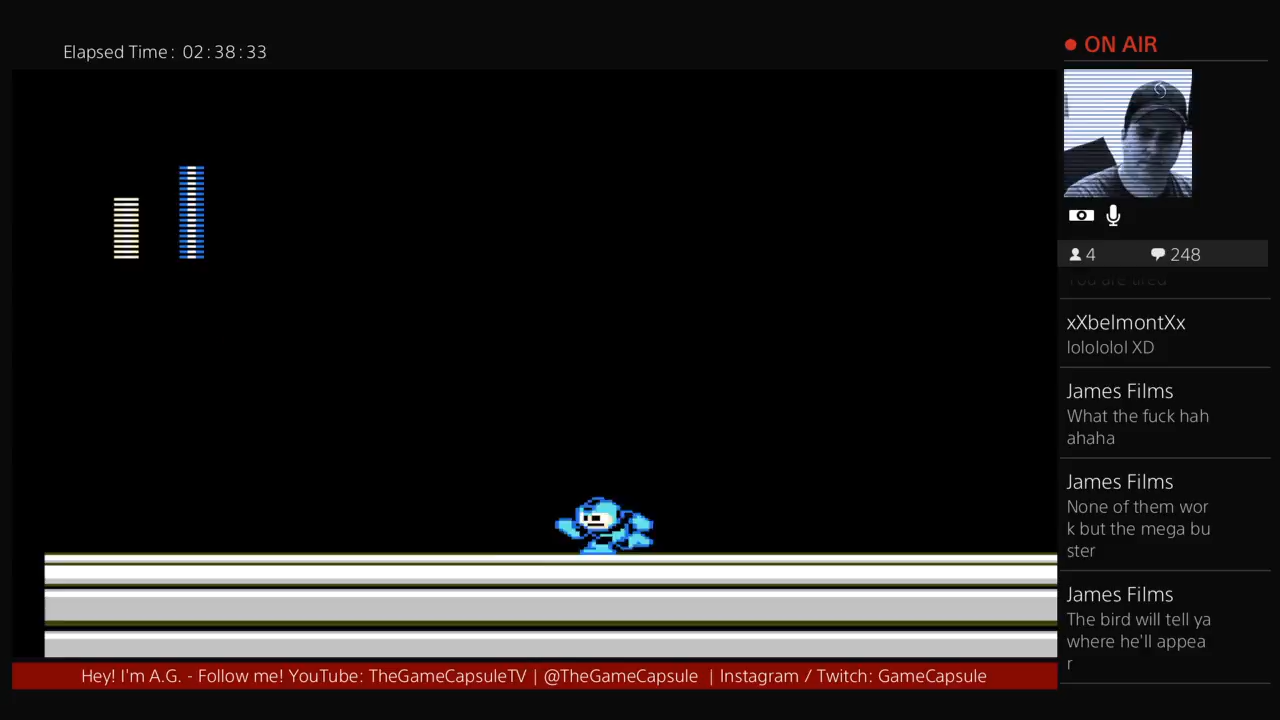 Elapsed Time: 02:38:33
ON AIR
4 248
xXbelmontXx
lolololol XD
James Films
What the fuck hah
ahaha
James Films
None of them wor
k but the mega bu
ster
James Films
The bird will tell ya
where he'll appea
r
Hey! I'm A.G. - Follow me! YouTube: TheGameCapsuleTV | @TheGameCapsule | Instagram / Twitch: GameCapsule